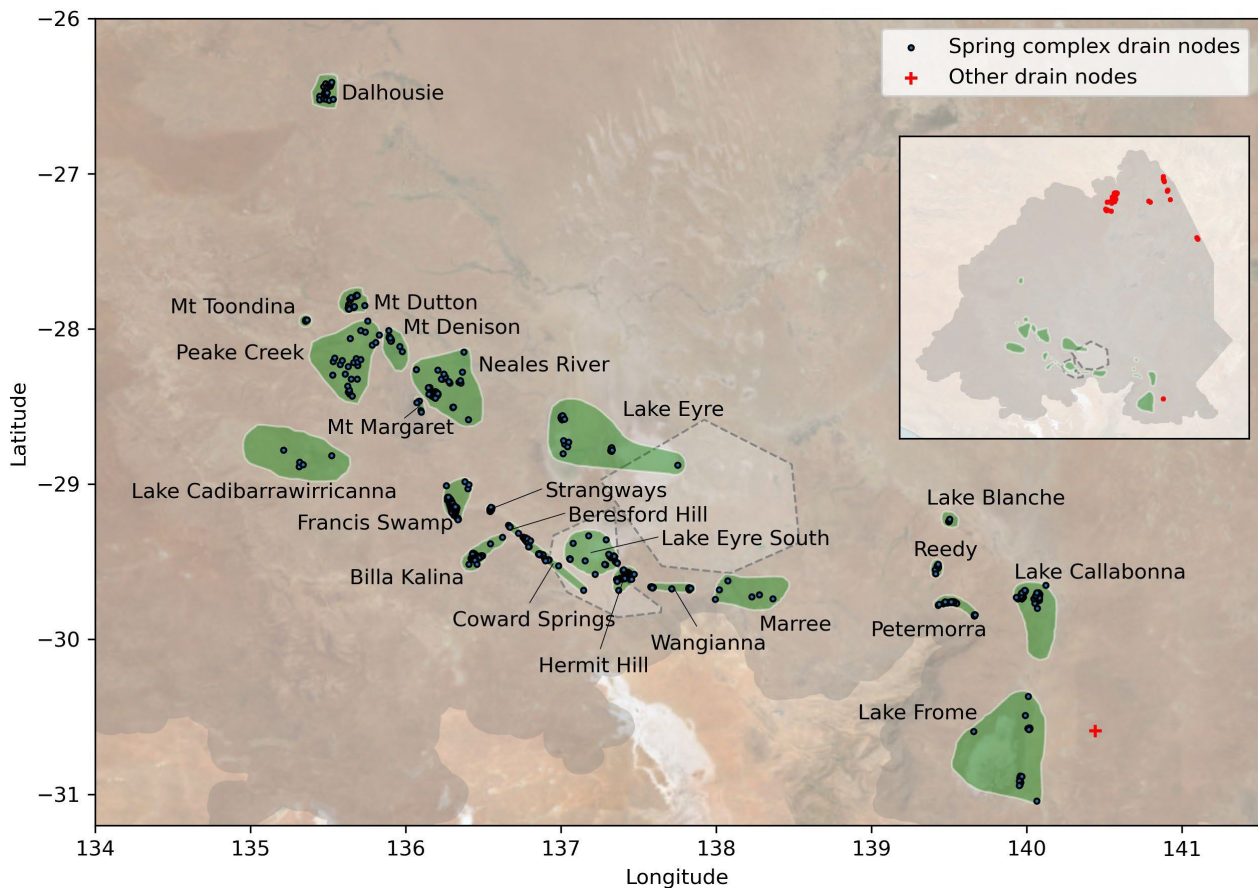 −26
Spring complex drain nodes
Other drain nodes
Dalhousie
−27
Mt Toondina
Mt Dutton
−28
Mt Denison
Peake Creek
Neales River
Lake Eyre
Mt Margaret
Latitude
−29
Lake Cadibarrawirricanna
Strangways
Lake Blanche
Beresford Hill
Francis Swamp
Lake Eyre South
Reedy
Billa Kalina
Lake Callabonna
Coward Springs
Marree
Petermorra
−30
Wangianna
Hermit Hill
Lake Frome
−31
134
135
136
137
138
139
140
141
Longitude